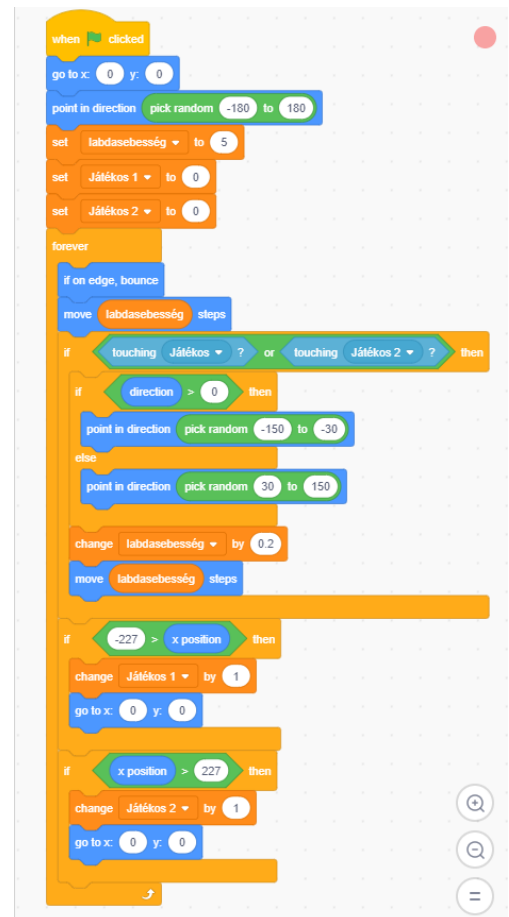 when clicked
go to x: 0 y: 0
point in direction pick random -180 to 180
set labdasebesség to 5
set Játékos 1 to 0
set Játékos 2 to 0
forever
if on edge, bounce
move labdasebesség steps
if touching Játékos ? or touching Játékos 2 ? then
if direction > 0 then
point in direction pick random -150 to -30
else
point in direction pick random 30 to 150
change labdasebesség by 0.2
move labdasebesség steps
if -227 > x position then
change Játékos 1 by 1
go to x: 0 y: 0
if x position > 227 then
change Játékos 2 by 1
go to x: 0 y: 0